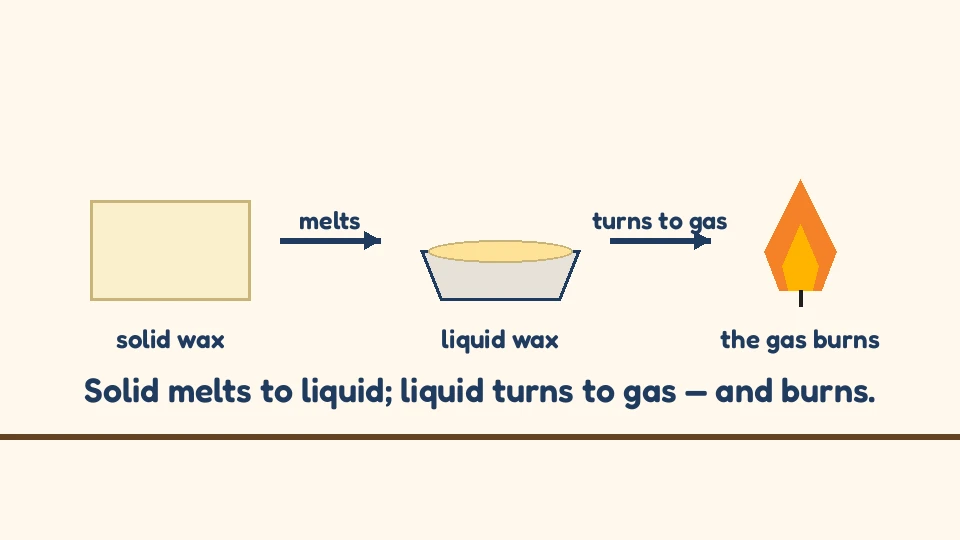 melts
turns to gas
solid wax
liquid wax
the gas burns
Solid melts to liquid; liquid turns to gas — and burns.